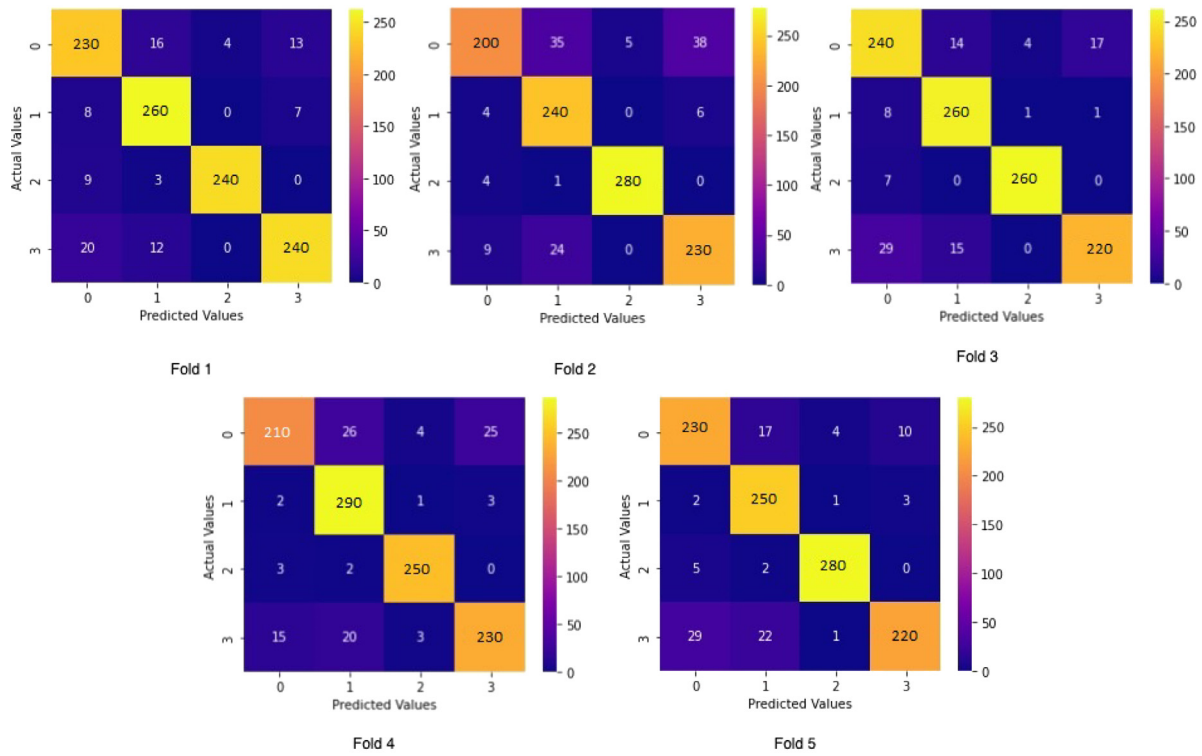 0 230 16 4 13
1 8 260 0 7
2 9 3 240 0
3 20 12 0 240
0 1 2 3
Actual Values
Predicted Values
250
200
150
100
50
0
Fold 1
0 200 35 5 38
1 4 240 0 6
2 4 1 280 0
3 9 24 0 230
0 1 2 3
Actual Values
Predicted Values
250
200
150
100
50
0
Fold 2
0 240 14 4 17
1 8 260 1 1
2 7 0 260 0
3 29 15 0 220
0 1 2 3
Actual Values
Predicted Values
250
200
150
100
50
0
Fold 3
0 210 26 4 25
1 2 290 1 3
2 3 2 250 0
3 15 20 3 230
0 1 2 3
Actual Values
Predicted Values
250
200
150
100
50
0
Fold 4
0 230 17 4 10
1 2 250 1 3
2 5 2 280 0
3 29 22 1 220
0 1 2 3
Actual Values
Predicted Values
250
200
150
100
50
0
Fold 5